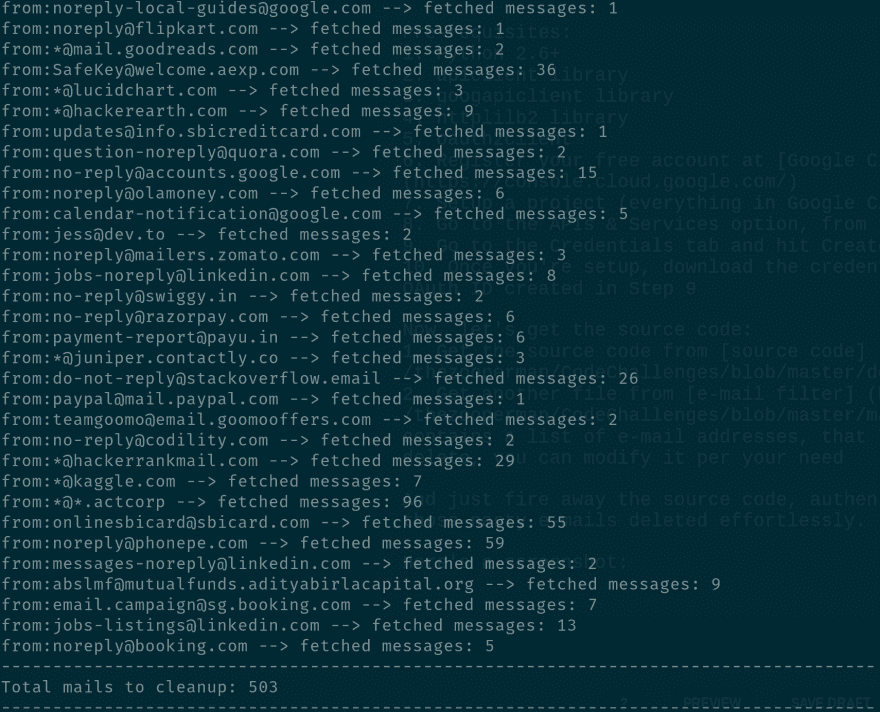 from:noreply-local-guides@google.com --> fetched messages: 1
from:noreply@flipkart.com --> fetched messages: 1
from:*@mail.goodreads.com --> fetched messages: 2
from:SafeKey@welcome.aexp.com --> fetched messages: 36
from:*@lucidchart.com --> fetched messages: 3
from:*@hackerearth.com --> fetched messages: 9
from:updates@info.sbicreditcard.com --> fetched messages: 1
from:question-noreply@quora.com --> fetched messages: 2
from:no-reply@accounts.google.com --> fetched messages: 15
from:noreply@olamoney.com --> fetched messages: 6
from:calendar-notification@google.com --> fetched messages: 5
from:jess@dev.to --> fetched messages: 2
from:noreply@mailers.zomato.com --> fetched messages: 3
from:jobs-noreply@linkedin.com --> fetched messages: 8
from:no-reply@swiggy.in --> fetched messages: 2
from:no-reply@razorpay.com --> fetched messages: 6
from:payment-report@payu.in --> fetched messages: 6
from:*@juniper.contactly.co --> fetched messages: 3
from:do-not-reply@stackoverflow.email --> fetched messages: 26
from:paypal@mail.paypal.com --> fetched messages: 1
from:teamgoomo@email.goomooffers.com --> fetched messages: 2
from:no-reply@codility.com --> fetched messages: 2
from:*@hackerrankmail.com --> fetched messages: 29
from:*@kaggle.com --> fetched messages: 7
from:*@*.actcorp --> fetched messages: 96
from:onlinesbicard@sbicard.com --> fetched messages: 55
from:noreply@phonepe.com --> fetched messages: 59
from:messages-noreply@linkedin.com --> fetched messages: 2
from:abslmf@mutualfunds.adityabirlacapital.org --> fetched messages: 9
from:email.campaign@sg.booking.com --> fetched messages: 7
from:jobs-listings@linkedin.com --> fetched messages: 13
from:noreply@booking.com --> fetched messages: 5
-------------------------------------------------------------------------------------
Total mails to cleanup: 503
-------------------------------------------------------------------------------------